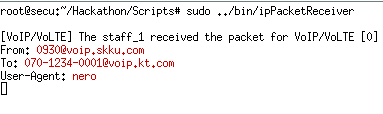 root@secu:~/Hackathon/Scripts# sudo ../bin/ipPacketReceiver
[VoIP/VoLTE] The staff_1 received the packet for VoIP/VoLTE [0]
From: 0930@voip.skku.com
To: 070-1234-0001@voip.kt.com
User-Agent: nero